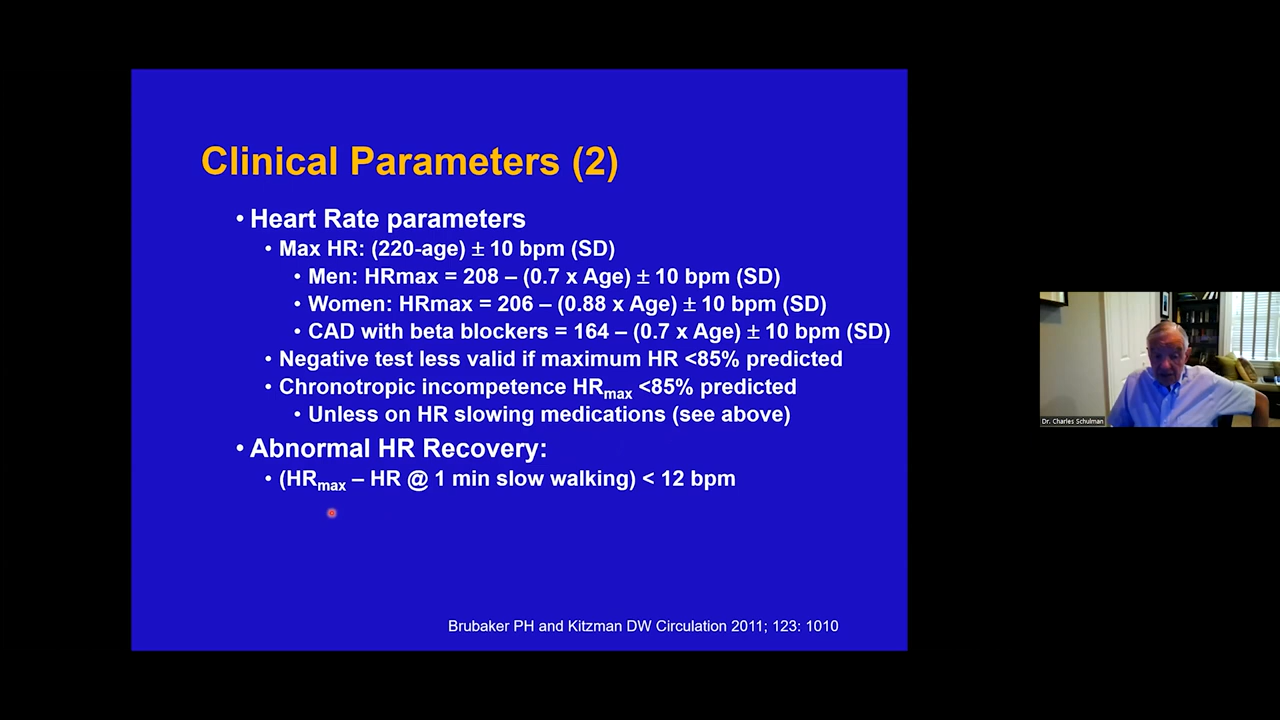 Clinical Parameters (2)
• Heart Rate parameters
• Max HR: (220-age) ± 10 bpm (SD)
• Men: HRmax = 208 – (0.7 x Age) ± 10 bpm (SD)
• Women: HRmax = 206 – (0.88 x Age) ± 10 bpm (SD)
• CAD with beta blockers = 164 – (0.7 x Age) ± 10 bpm (SD)
• Negative test less valid if maximum HR <85% predicted
• Chronotropic incompetence HRmax <85% predicted
• Unless on HR slowing medications (see above)
• Abnormal HR Recovery:
• (HRmax – HR @ 1 min slow walking) < 12 bpm
Brubaker PH and Kitzman DW Circulation 2011; 123: 1010
Dr. Charles Schulman